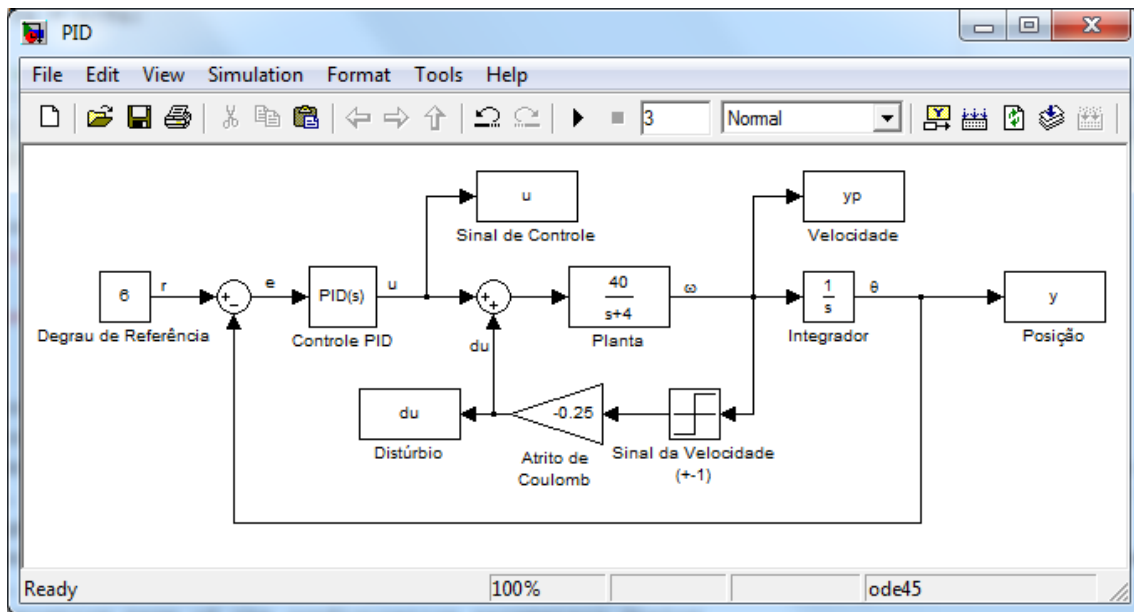 PID
File Edit View Simulation Format Tools Help
3 Normal
u
Sinal de Controle
yp
Velocidade
6
Degrau de Referência
r
+
−
e
PID(s)
Controle PID
u
+
+
40
s+4
Planta
ω
1
s
Integrador
θ
y
Posição
du
du
Distúrbio
-0.25
Atrito de
Coulomb
Sinal da Velocidade
(+-1)
Ready 100% ode45